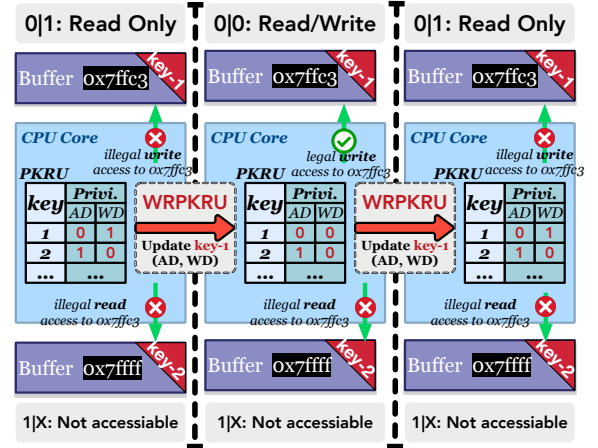 0|1: Read Only
Buffer 0x7ffc3 key-1
CPU Core
illegal write
access to 0x7ffc3
PKRU
key Privi.
AD WD
1 0 1
2 1 0
... ...
illegal read
access to 0x7ffc3
Buffer 0x7fff key-2
1|X: Not accessiable
WRPKRU
Update key-1
(AD, WD)
0|0: Read/Write
Buffer 0x7ffc3 key-1
CPU Core
legal write
access to 0x7ffc3
PKRU
key Privi.
AD WD
1 0 0
2 1 0
... ...
illegal read
access to 0x7ffc3
Buffer 0x7fff key-2
1|X: Not accessiable
WRPKRU
Update key-1
(AD, WD)
0|1: Read Only
Buffer 0x7ffc3 key-1
CPU Core
illegal write
access to 0x7ffc3
PKRU
key Privi.
AD WD
1 0 1
2 1 0
... ...
illegal read
access to 0x7ffc3
Buffer 0x7fff key-2
1|X: Not accessiable